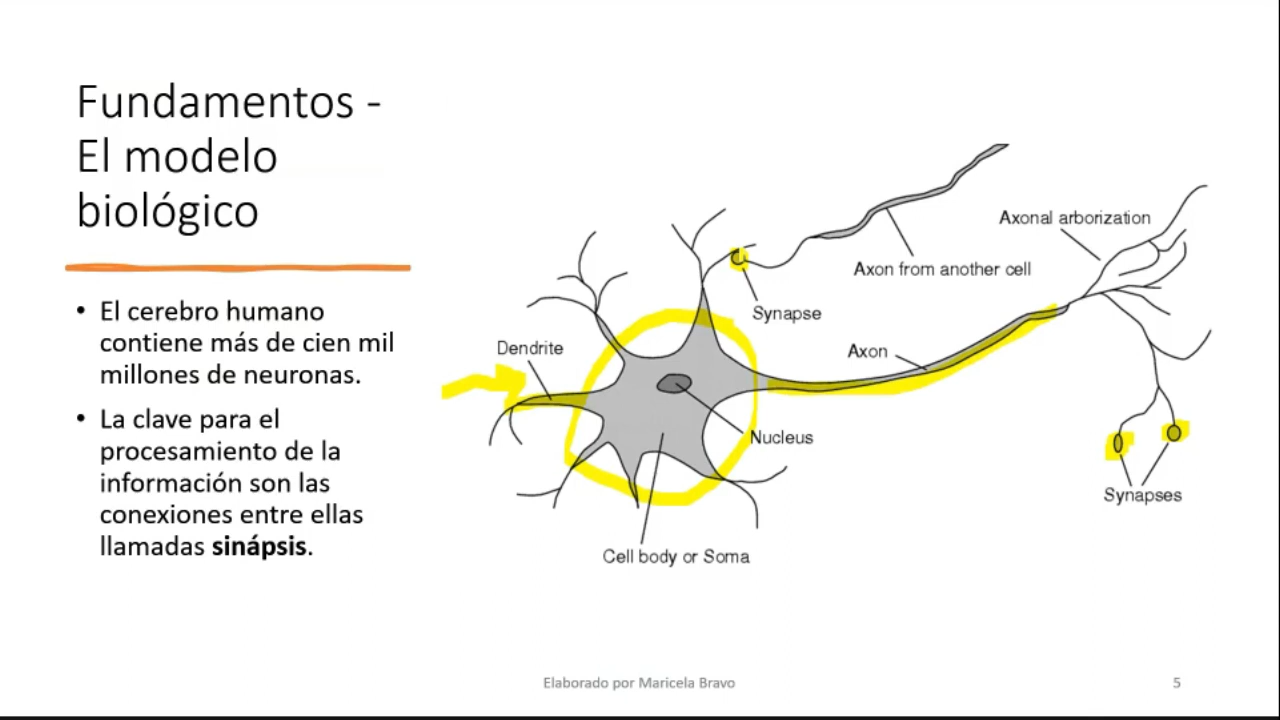 Fundamentos -
El modelo
biológico
• El cerebro humano
contiene más de cien mil
millones de neuronas.
• La clave para el
procesamiento de la
información son las
conexiones entre ellas
llamadas sinápsis.
Axonal arborization
Axon from another cell
Synapse
Dendrite
Axon
Nucleus
Synapses
Cell body or Soma
Elaborado por Maricela Bravo
5